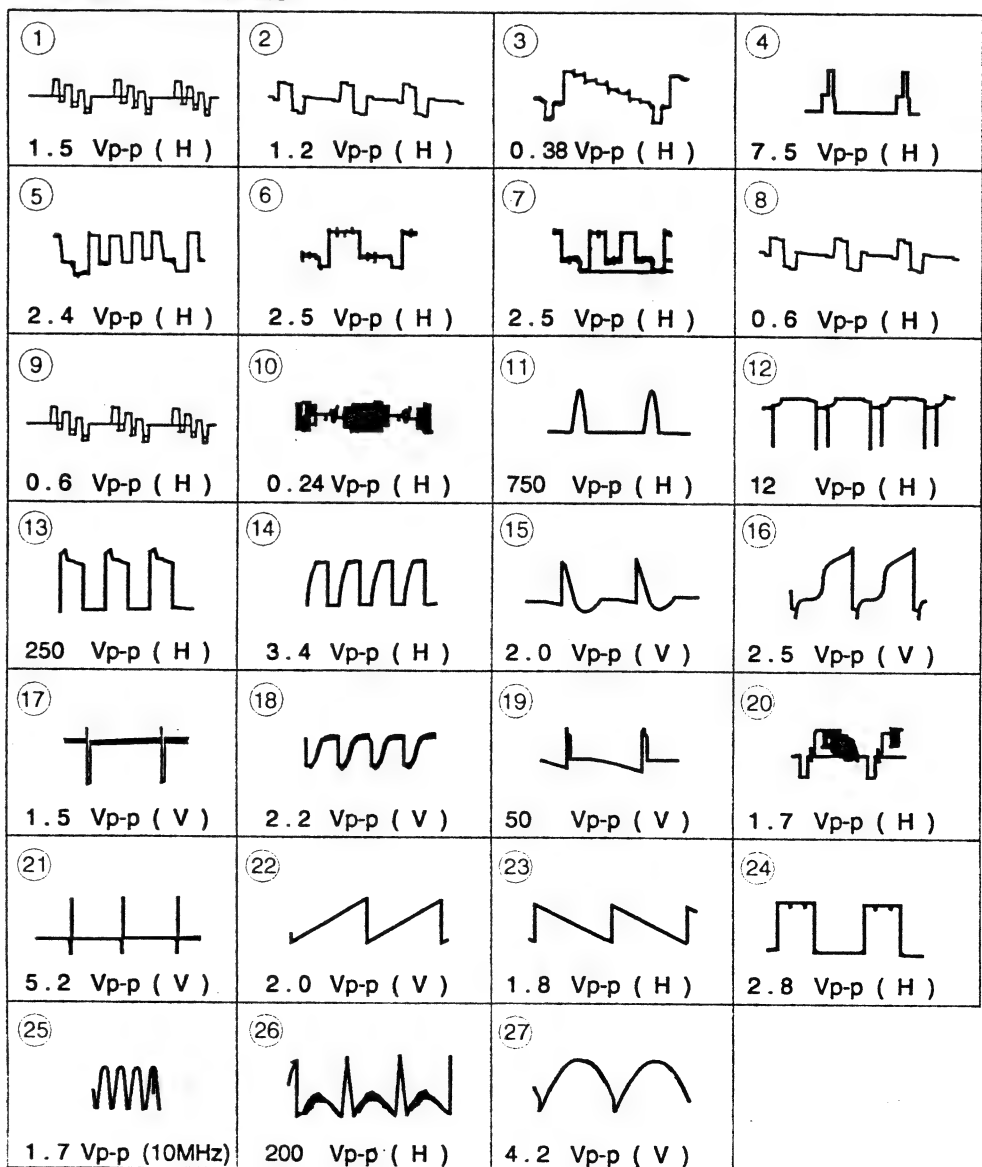 1 2 3 4
1.5 Vp-p ( H ) 1.2 Vp-p ( H ) 0.38 Vp-p ( H ) 7.5 Vp-p ( H )
5 6 7 8
2.4 Vp-p ( H ) 2.5 Vp-p ( H ) 2.5 Vp-p ( H ) 0.6 Vp-p ( H )
9 10 11 12
0.6 Vp-p ( H ) 0.24 Vp-p ( H ) 750 Vp-p ( H ) 12 Vp-p ( H )
13 14 15 16
250 Vp-p ( H ) 3.4 Vp-p ( H ) 2.0 Vp-p ( V ) 2.5 Vp-p ( V )
17 18 19 20
1.5 Vp-p ( V ) 2.2 Vp-p ( V ) 50 Vp-p ( V ) 1.7 Vp-p ( H )
21 22 23 24
5.2 Vp-p ( V ) 2.0 Vp-p ( V ) 1.8 Vp-p ( H ) 2.8 Vp-p ( H )
25 26 27
1.7 Vp-p (10MHz) 200 Vp-p ( H ) 4.2 Vp-p ( V )